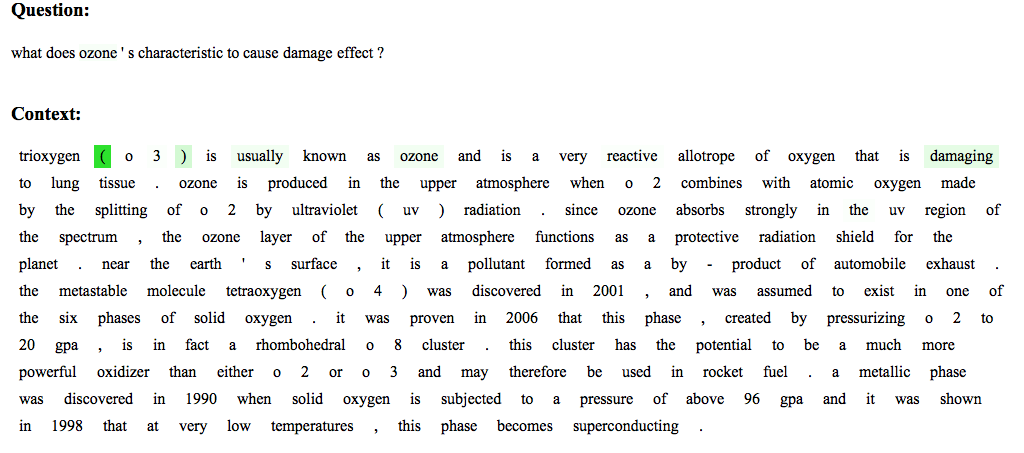 Question:
what does ozone ' s characteristic to cause damage effect ?
Context:
trioxygen ( o 3 ) is usually known as ozone and is a very reactive allotrope of oxygen that is damaging
to lung tissue . ozone is produced in the upper atmosphere when o 2 combines with atomic oxygen made
by the splitting of o 2 by ultraviolet ( uv ) radiation . since ozone absorbs strongly in the uv region of
the spectrum , the ozone layer of the upper atmosphere functions as a protective radiation shield for the
planet . near the earth ' s surface , it is a pollutant formed as a by - product of automobile exhaust .
the metastable molecule tetraoxygen ( o 4 ) was discovered in 2001 , and was assumed to exist in one of
the six phases of solid oxygen . it was proven in 2006 that this phase , created by pressurizing o 2 to
20 gpa , is in fact a rhombohedral o 8 cluster . this cluster has the potential to be a much more
powerful oxidizer than either o 2 or o 3 and may therefore be used in rocket fuel . a metallic phase
was discovered in 1990 when solid oxygen is subjected to a pressure of above 96 gpa and it was shown
in 1998 that at very low temperatures , this phase becomes superconducting .